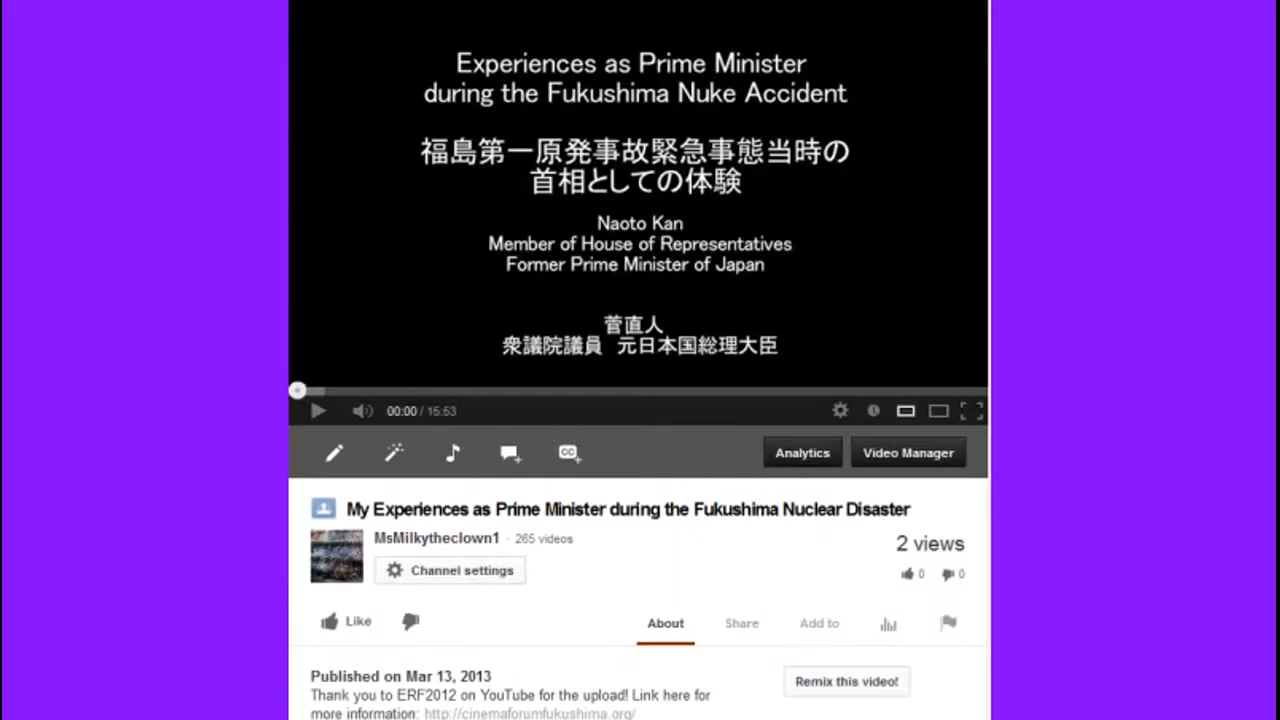 Experiences as Prime Minister
during the Fukushima Nuke Accident
福島第一原発事故緊急事態当時の
首相としての体験
Naoto Kan
Member of House of Representatives
Former Prime Minister of Japan
菅直人
衆議院議員　元日本国総理大臣
00:00 / 15:53
CC
Analytics
Video Manager
My Experiences as Prime Minister during the Fukushima Nuclear Disaster
MsMilkytheclown1 · 265 videos
2 views
Channel settings
0 0
Like
About Share Add to
Published on Mar 13, 2013
Remix this video!
Thank you to ERF2012 on YouTube for the upload! Link here for
more information: http://cinemaforumfukushima.org/